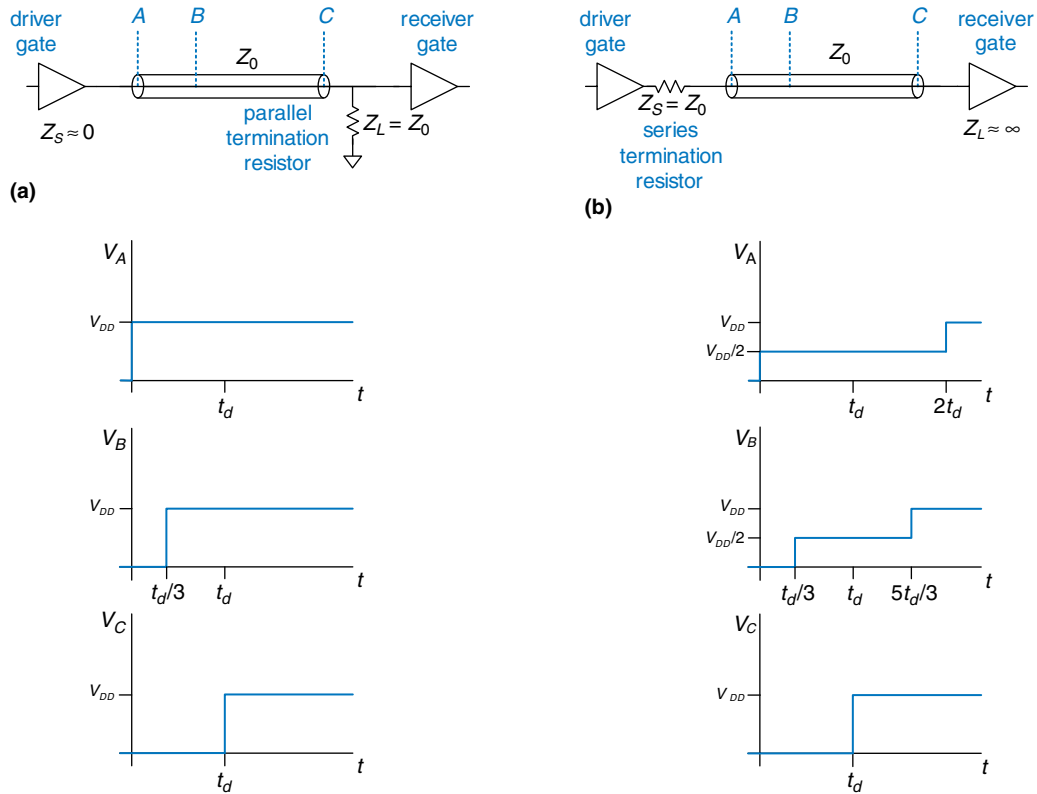 driver
gate
A
B
C
receiver
gate
Z0
ZS ≈ 0
parallel
termination
resistor
ZL = Z0
(a)
driver
gate
A
B
C
receiver
gate
Z0
ZS = Z0
series
termination
resistor
ZL ≈ ∞
(b)
VA
VDD
td
t
VB
VDD
td/3
td
t
VC
VDD
td
t
VA
VDD
VDD/2
td
2td
t
VB
VDD
VDD/2
td/3
td
5td/3
t
VC
VDD
td
t